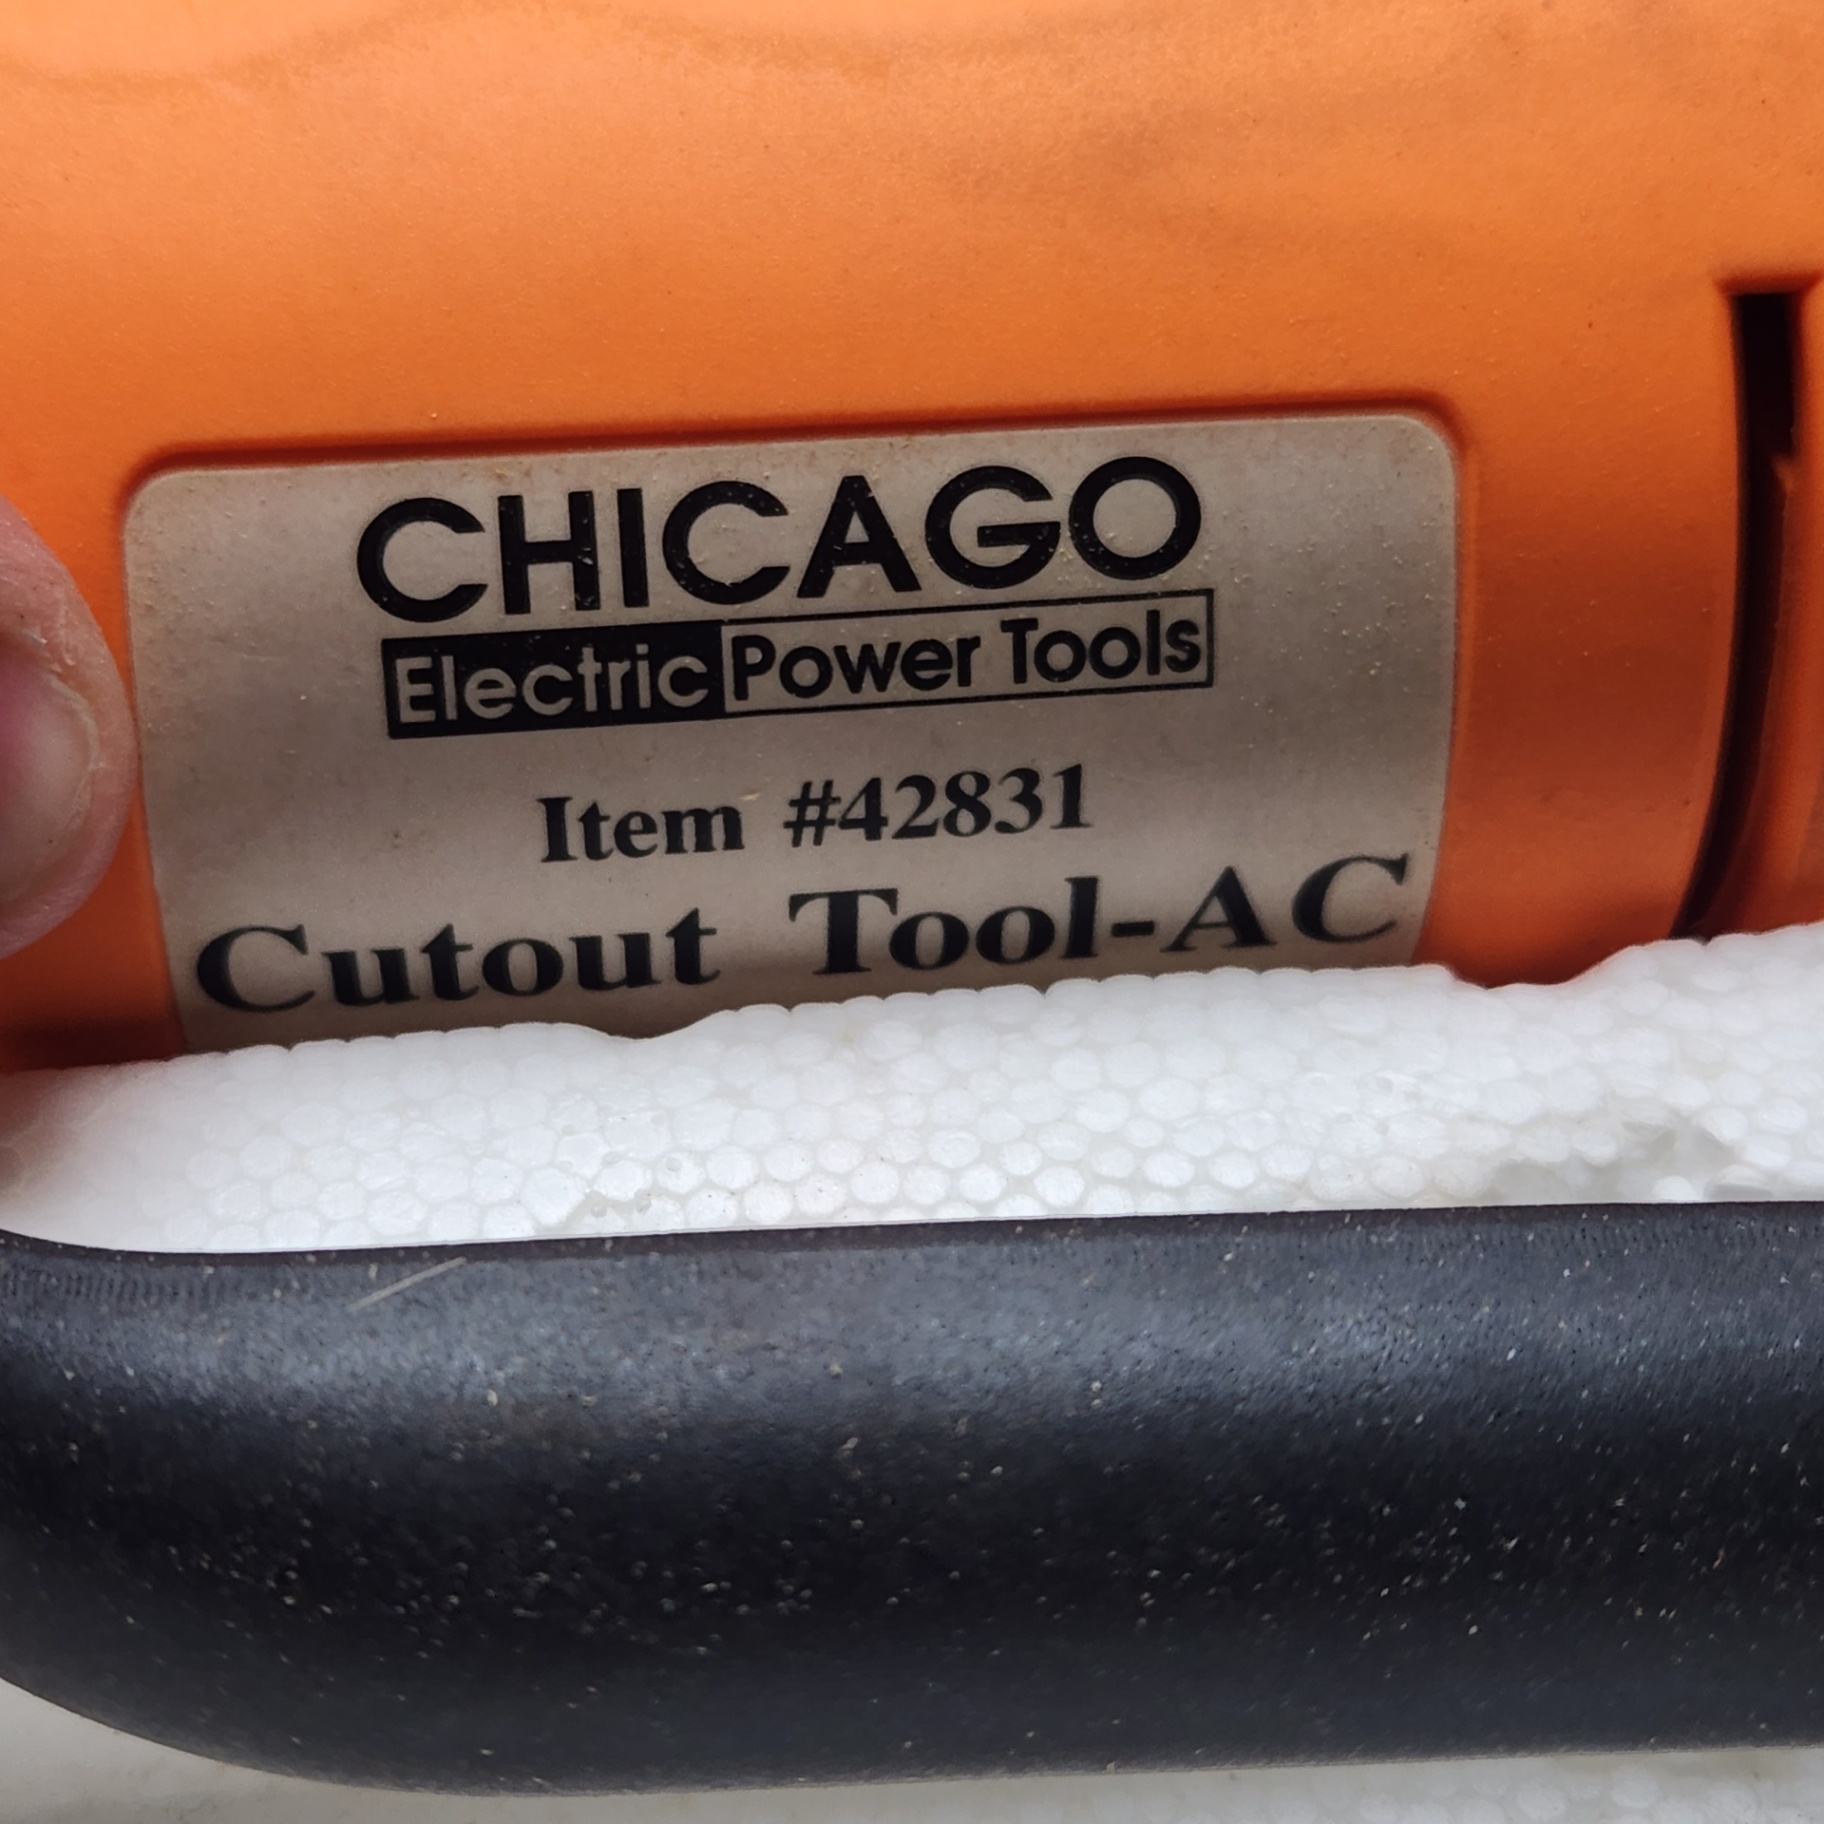 CHICAGO
Electric Power Tools
Item #42831
Cutout Tool-AC